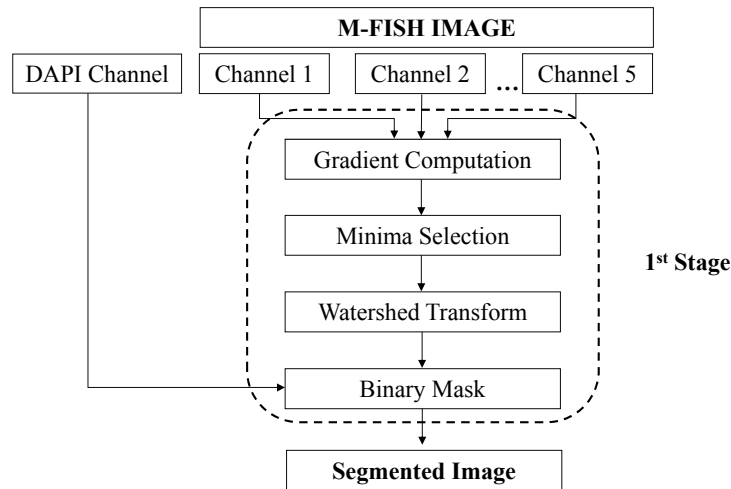 M-FISH IMAGE
DAPI Channel
Channel 1
Channel 2
...
Channel 5
Gradient Computation
Minima Selection
1st Stage
Watershed Transform
Binary Mask
Segmented Image